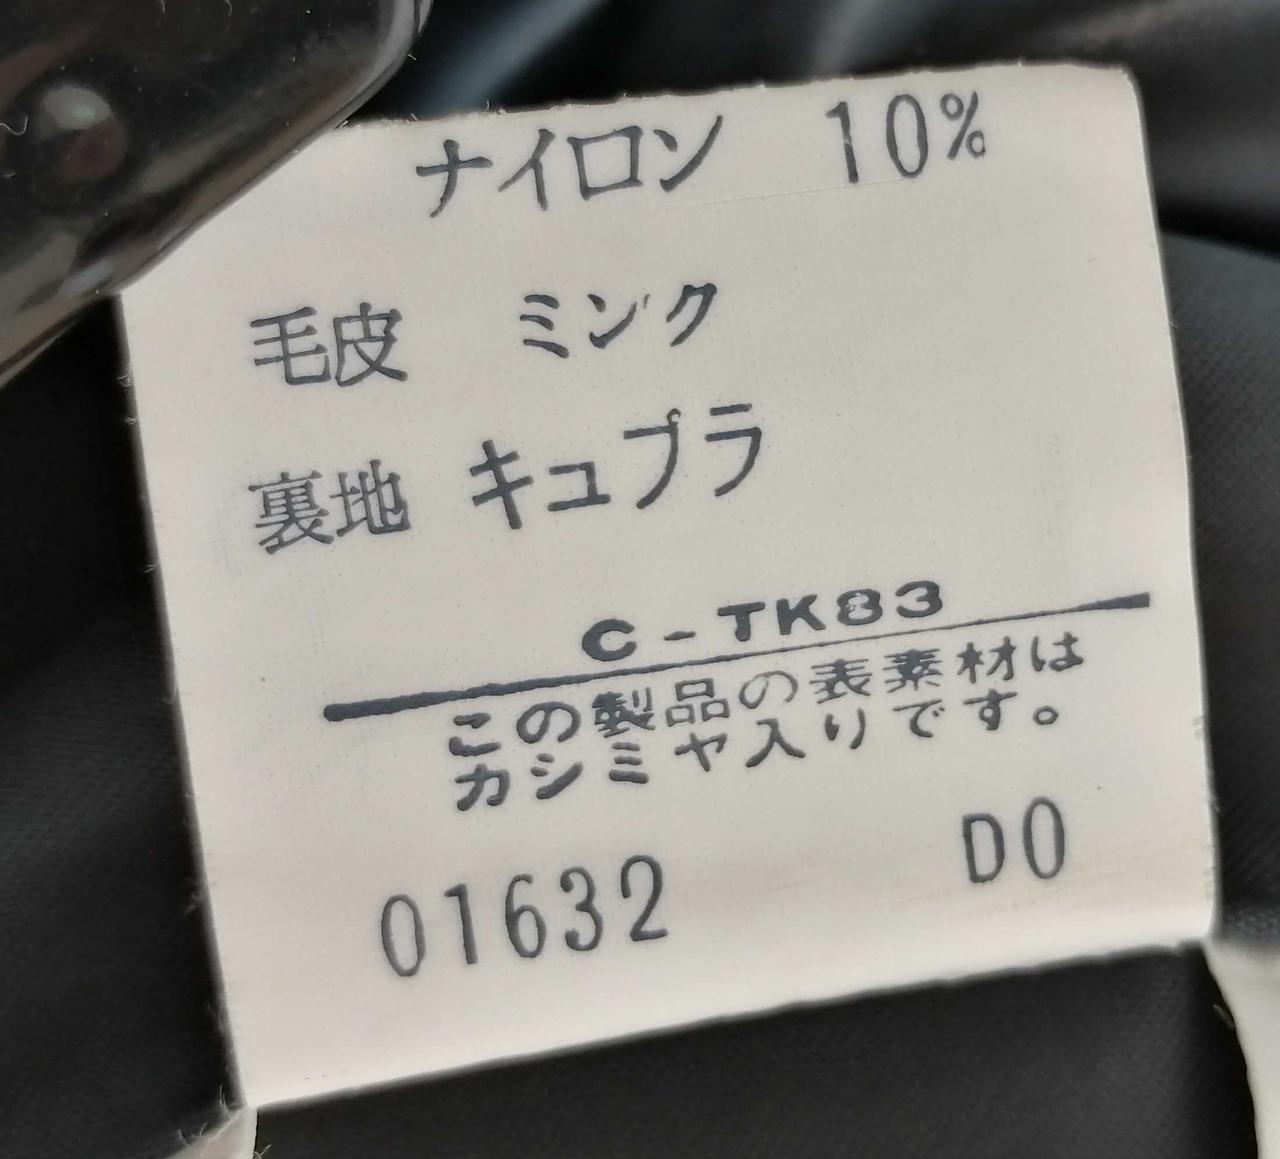 ナイロン 10%
毛皮 ミンク
裏地 キュプラ
C-TK83
この製品の表素材は
カシミヤ入りです。
01632 D0